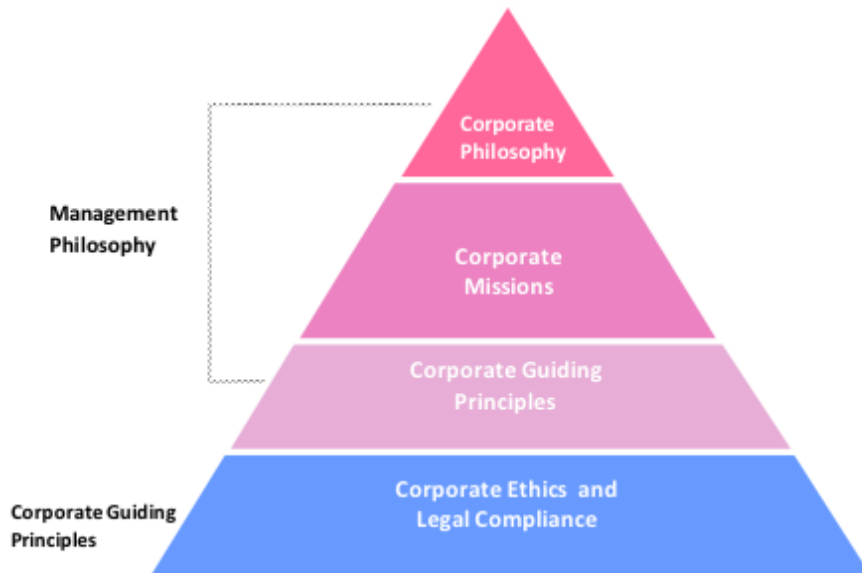 Corporate
Philosophy
Management
Philosophy
Corporate
Missions
Corporate Guiding
Principles
Corporate Ethics and
Legal Compliance
Corporate Guiding
Principles